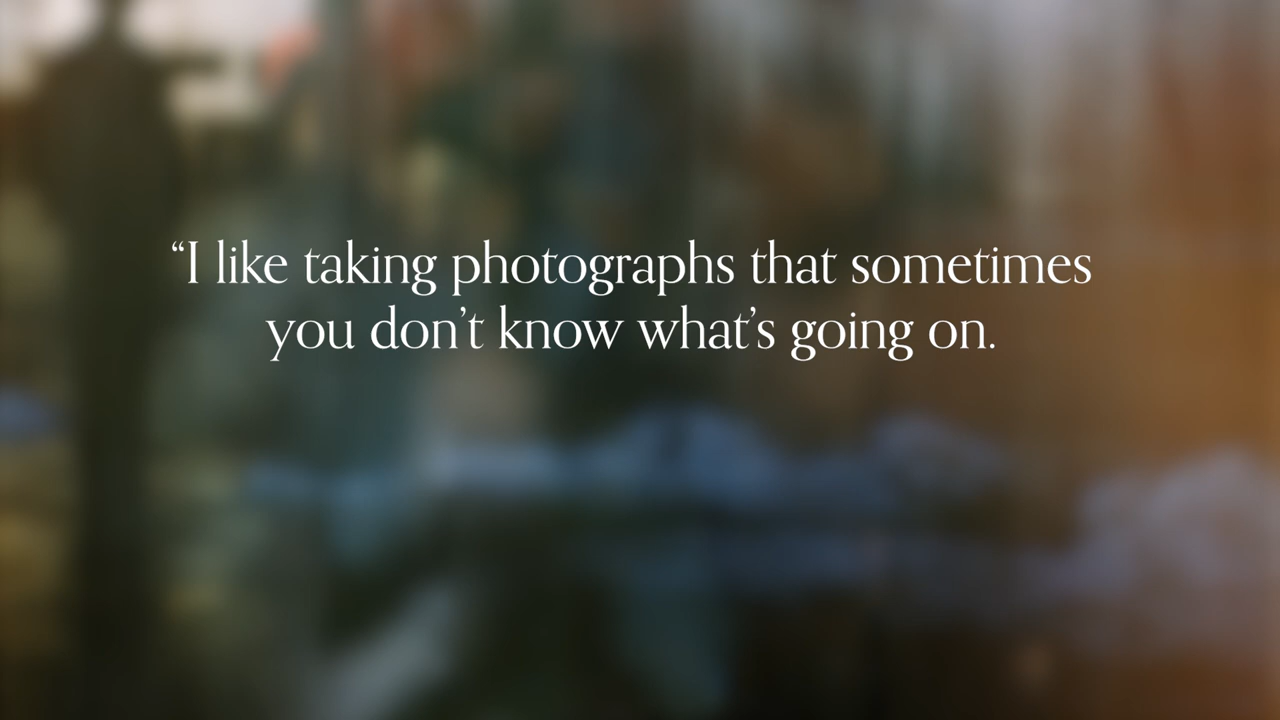 “I like taking photographs that sometimes
you don’t know what’s going on.